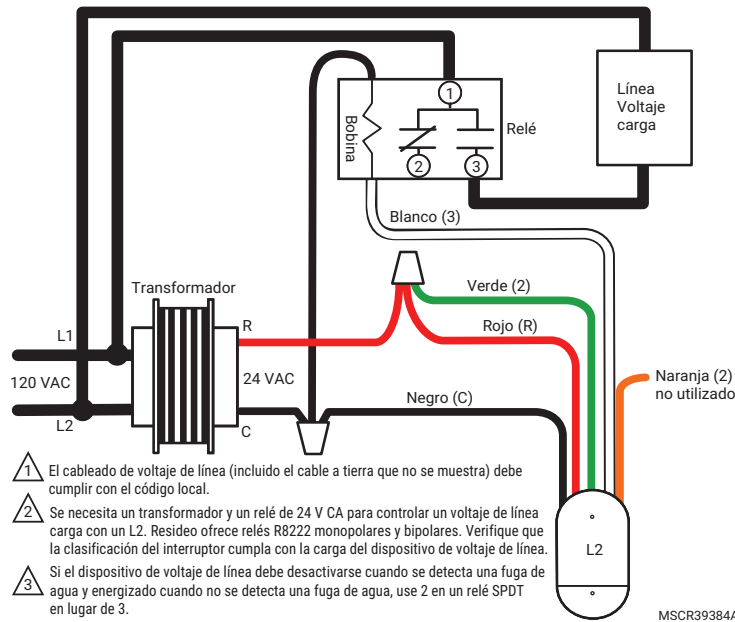 Línea
Voltaje
carga
1
Bobina
Relé
2
3
Blanco (3)
Transformador
Verde (2)
R
Rojo (R)
L1
120 VAC
24 VAC
Naranja (2)
no utilizado
Negro (C)
L2
C
1 El cableado de voltaje de línea (incluido el cable a tierra que no se muestra) debe
cumplir con el código local.
2 Se necesita un transformador y un relé de 24 V CA para controlar un voltaje de línea
carga con un L2. Resideo ofrece relés R8222 monopolares y bipolares. Verifique que
la clasificación del interruptor cumpla con la carga del dispositivo de voltaje de línea.
3 Si el dispositivo de voltaje de línea debe desactivarse cuando se detecta una fuga de
agua y energizado cuando no se detecta una fuga de agua, use 2 en un relé SPDT
en lugar de 3.
L2
MSCR39384A